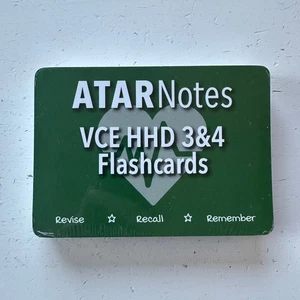 ATARNotes
VCE HHD 3&4
Flashcards
Revise ☆ Recall ☆ Remember